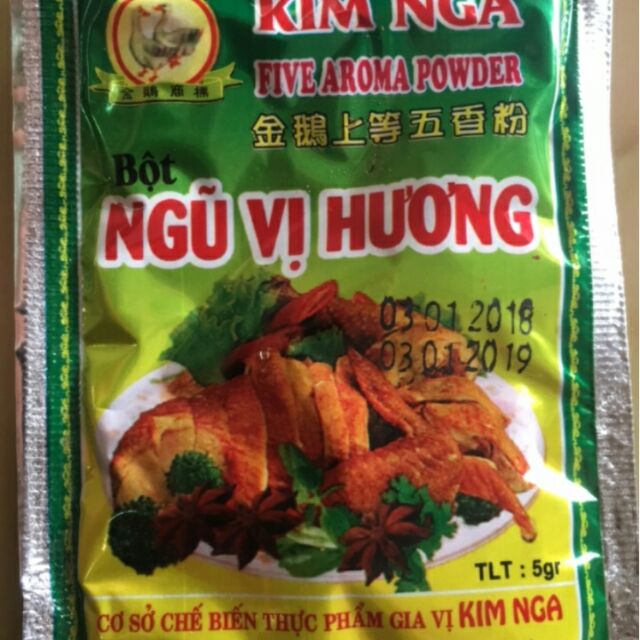 KIM NGA
FIVE AROMA POWDER
金鵝商標
金鵝上等五香粉
Bột
NGŨ VỊ HƯƠNG
03 01 2018
03 01 2019
TLT : 5gr
CƠ SỞ CHẾ BIẾN THỰC PHẨM GIA VỊ KIM NGA